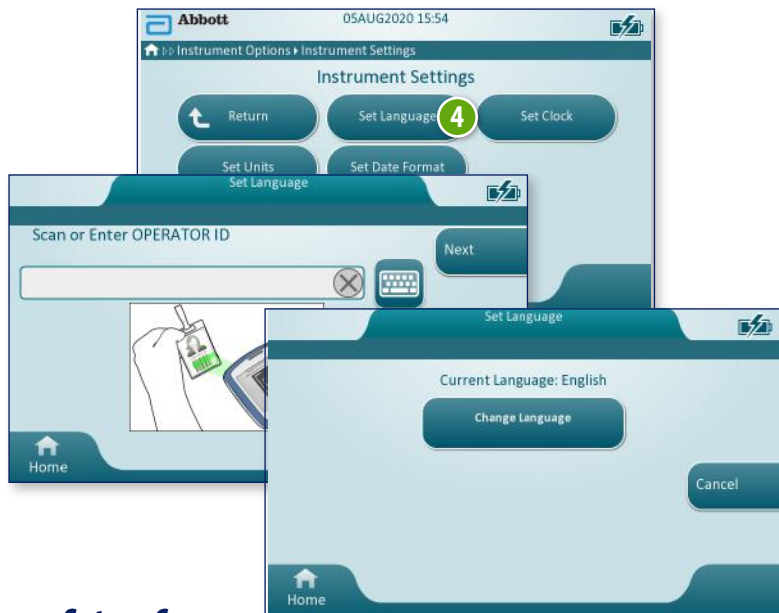 Abbott
05AUG2020 15:54
Instrument Options Instrument Settings
Instrument Settings
Return
Set Language
4
Set Clock
Set Units
Set Date Format
Set Language
Scan or Enter OPERATOR ID
Next
Home
Set Language
Current Language: English
Change Language
Cancel
Home